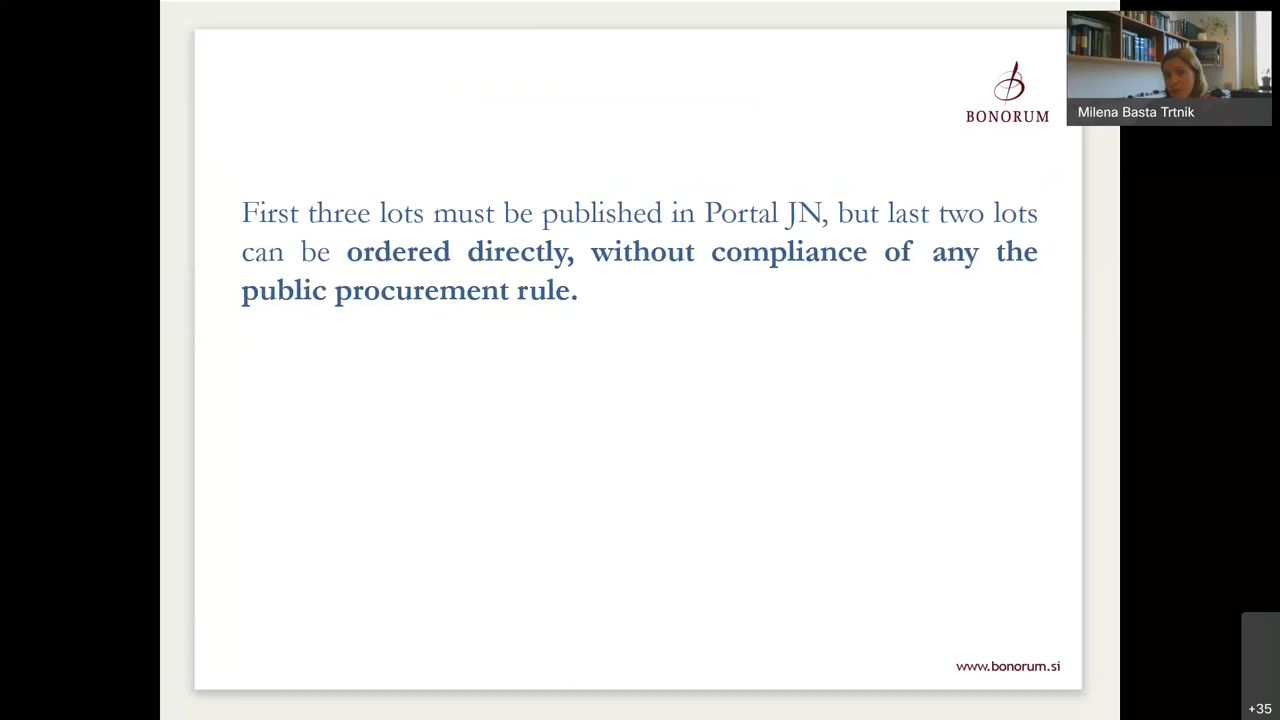 BONORUM
Milena Basta Trtnik
First three lots must be published in Portal JN, but last two lots
can be ordered directly, without compliance of any the
public procurement rule.
www.bonorum.si
+35